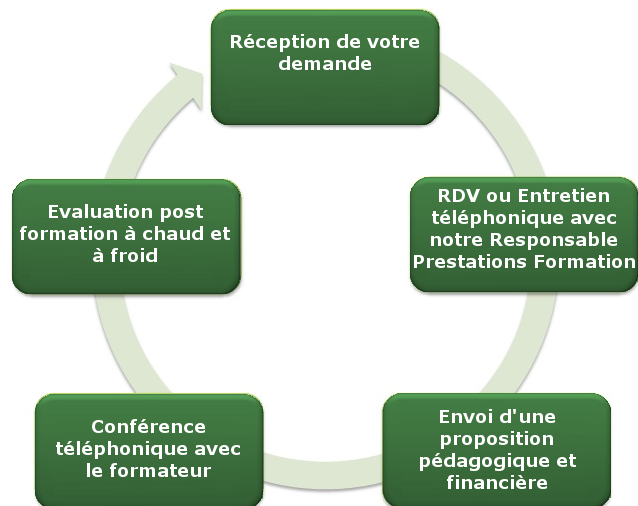 Réception de votre
demande
RDV ou Entretien
téléphonique avec
notre Responsable
Prestations Formation
Envoi d'une
proposition
pédagogique et
financière
Conférence
téléphonique avec
le formateur
Evaluation post
formation à chaud et
à froid